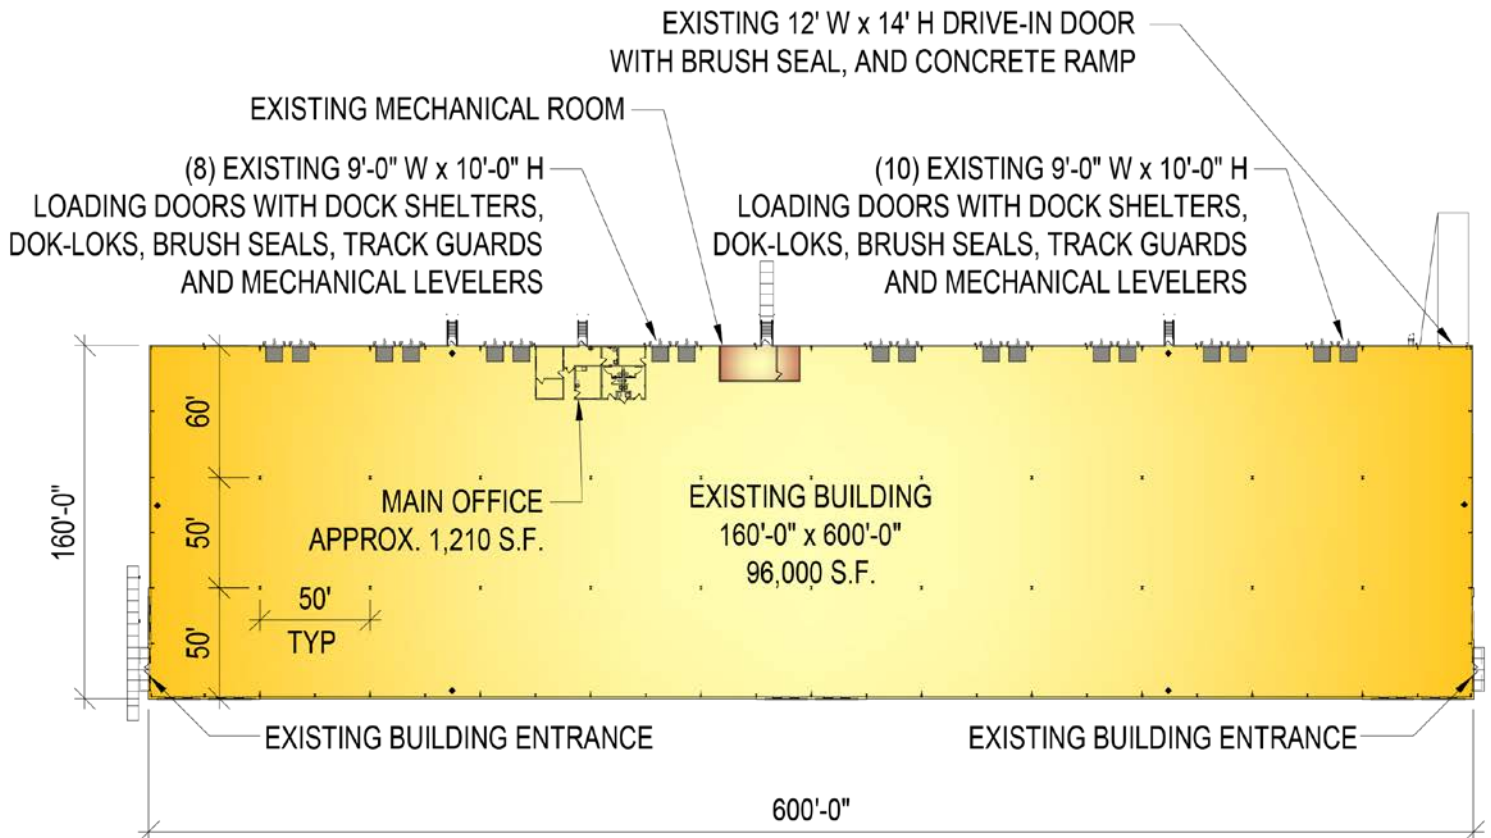 EXISTING 12' W x 14' H DRIVE-IN DOOR
WITH BRUSH SEAL, AND CONCRETE RAMP
EXISTING MECHANICAL ROOM
(8) EXISTING 9'-0" W x 10'-0" H
LOADING DOORS WITH DOCK SHELTERS,
DOK-LOKS, BRUSH SEALS, TRACK GUARDS
AND MECHANICAL LEVELERS
(10) EXISTING 9'-0" W x 10'-0" H
LOADING DOORS WITH DOCK SHELTERS,
DOK-LOKS, BRUSH SEALS, TRACK GUARDS
AND MECHANICAL LEVELERS
160'-0"
60'
50'
50'
50'
TYP
MAIN OFFICE
APPROX. 1,210 S.F.
EXISTING BUILDING
160'-0" x 600'-0"
96,000 S.F.
EXISTING BUILDING ENTRANCE
EXISTING BUILDING ENTRANCE
600'-0"